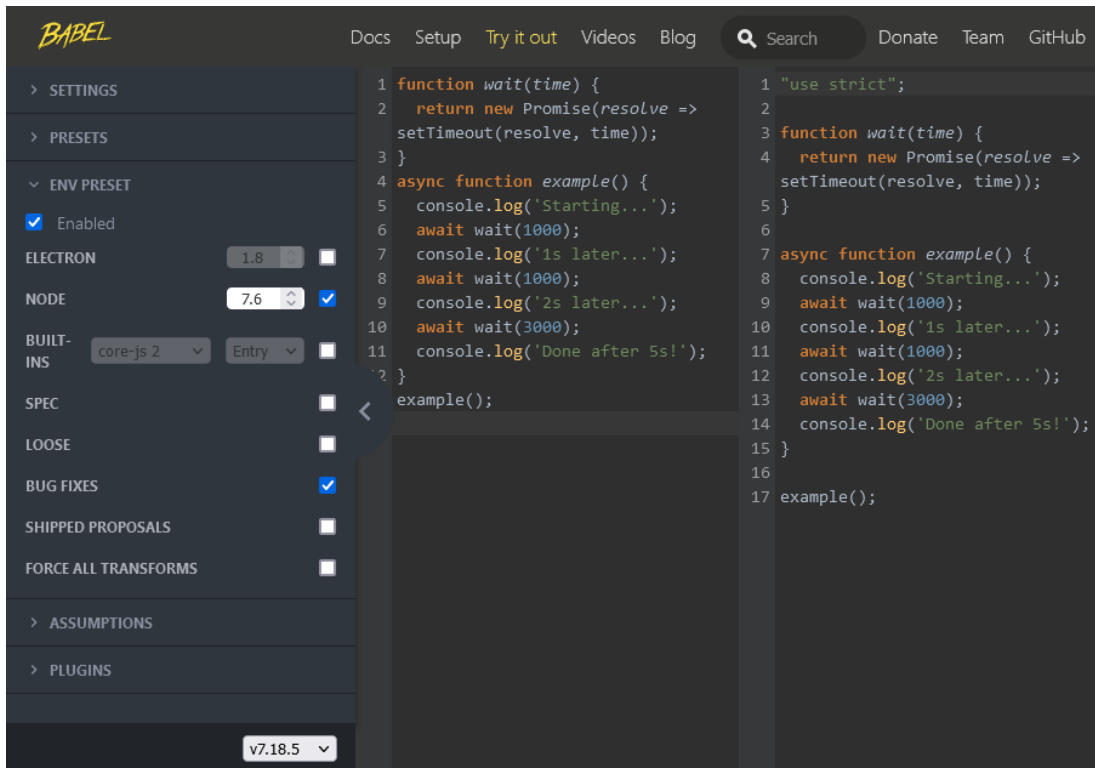 BABEL
Docs Setup Try it out Videos Blog Search Donate Team GitHub
SETTINGS
PRESETS
ENV PRESET
Enabled
ELECTRON 1.8
NODE 7.6
BUILT-INS core-js 2 Entry
SPEC
LOOSE
BUG FIXES
SHIPPED PROPOSALS
FORCE ALL TRANSFORMS
ASSUMPTIONS
PLUGINS
v7.18.5
1 function wait(time) {
2 return new Promise(resolve =>
setTimeout(resolve, time));
3 }
4 async function example() {
5 console.log('Starting...');
6 await wait(1000);
7 console.log('1s later...');
8 await wait(1000);
9 console.log('2s later...');
10 await wait(3000);
11 console.log('Done after 5s!');
2 }
example();
1 "use strict";
2
3 function wait(time) {
4 return new Promise(resolve =>
setTimeout(resolve, time));
5 }
6
7 async function example() {
8 console.log('Starting...');
9 await wait(1000);
10 console.log('1s later...');
11 await wait(1000);
12 console.log('2s later...');
13 await wait(3000);
14 console.log('Done after 5s!');
15 }
16
17 example();